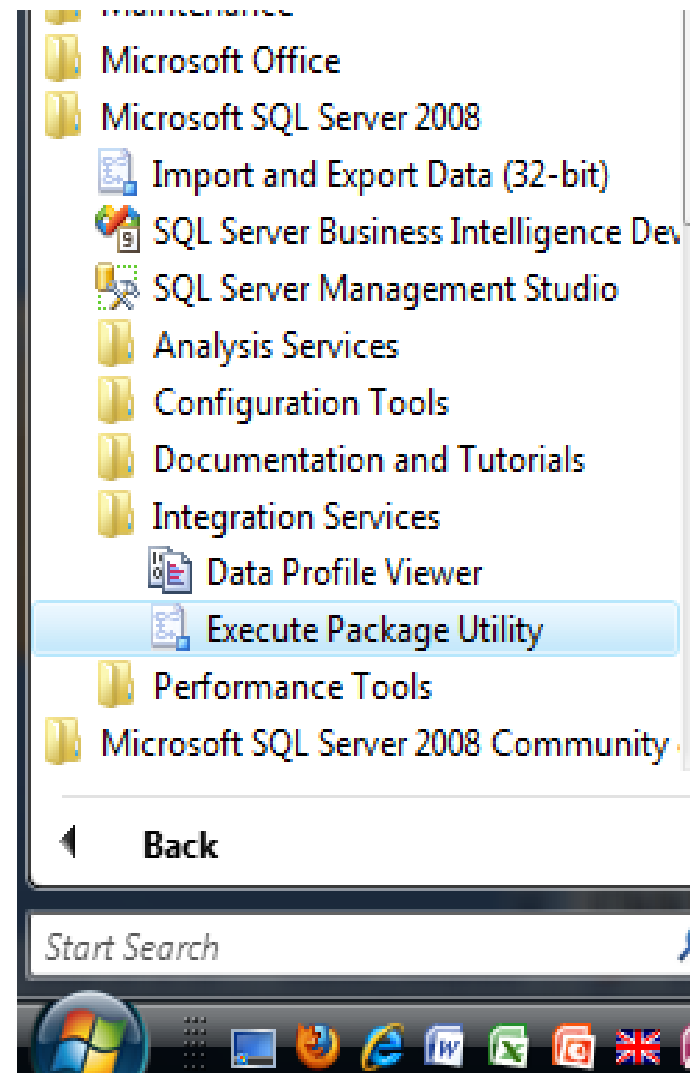 Maintenance
Microsoft Office
Microsoft SQL Server 2008
Import and Export Data (32-bit)
SQL Server Business Intelligence Dev
SQL Server Management Studio
Analysis Services
Configuration Tools
Documentation and Tutorials
Integration Services
Data Profile Viewer
Execute Package Utility
Performance Tools
Microsoft SQL Server 2008 Community
Back
Start Search